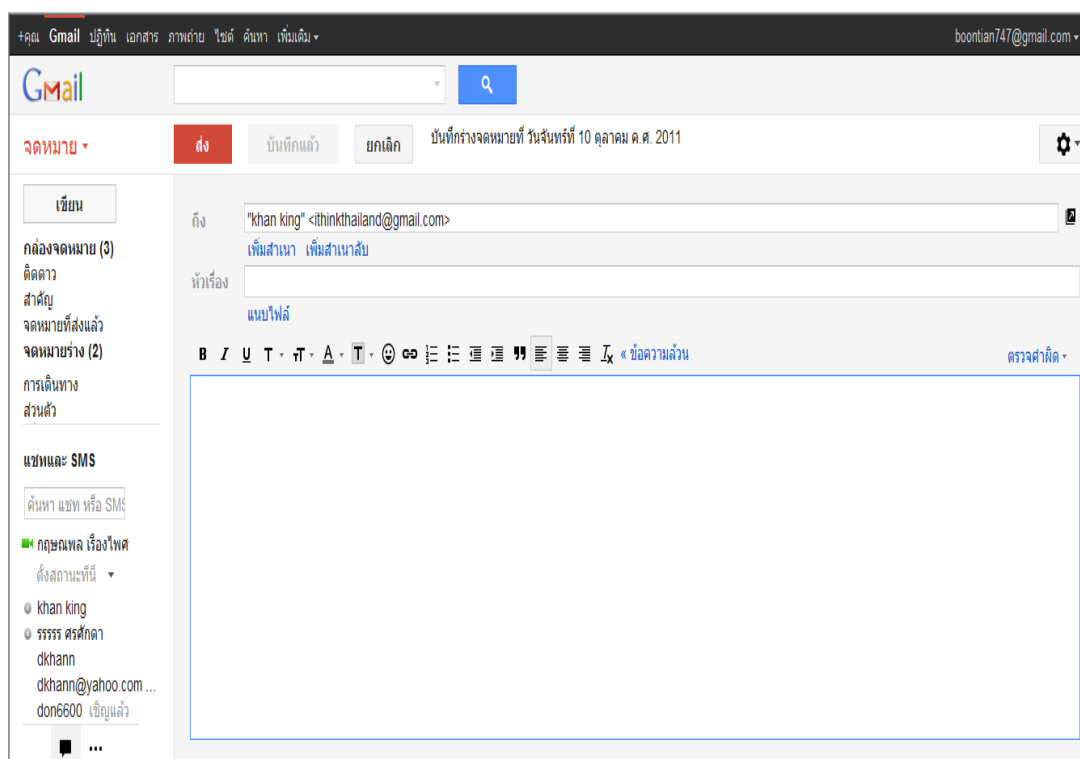 +คุณ Gmail ปฏิทิน เอกสาร ภาพถ่าย ไซต์ ค้นหา เพิ่มเติม boontian747@gmail.com
Gmail
จดหมาย ส่ง บันทึกแล้ว ยกเลิก บันทึกร่างจดหมายที่ วันจันทร์ที่ 10 ตุลาคม ค.ศ. 2011
เขียน
ถึง "khan king" <ithinkthailand@gmail.com>
เพิ่มสำเนา เพิ่มสำเนาลับ
หัวเรื่อง
แนบไฟล์
B I U T тT A T Tx « ข้อความล้วน ตรวจคำผิด
กล่องจดหมาย (3)
ติดดาว
สำคัญ
จดหมายที่ส่งแล้ว
จดหมายร่าง (2)
การเดินทาง
ส่วนตัว
แชทและ SMS
ค้นหา แชท หรือ SMS
กฤษณพล เรืองไพศ
ตั้งสถานะที่นี่
khan king
รรรรร ศรศักดา
dkhann
dkhann@yahoo.com ...
don6600 เชิญแล้ว